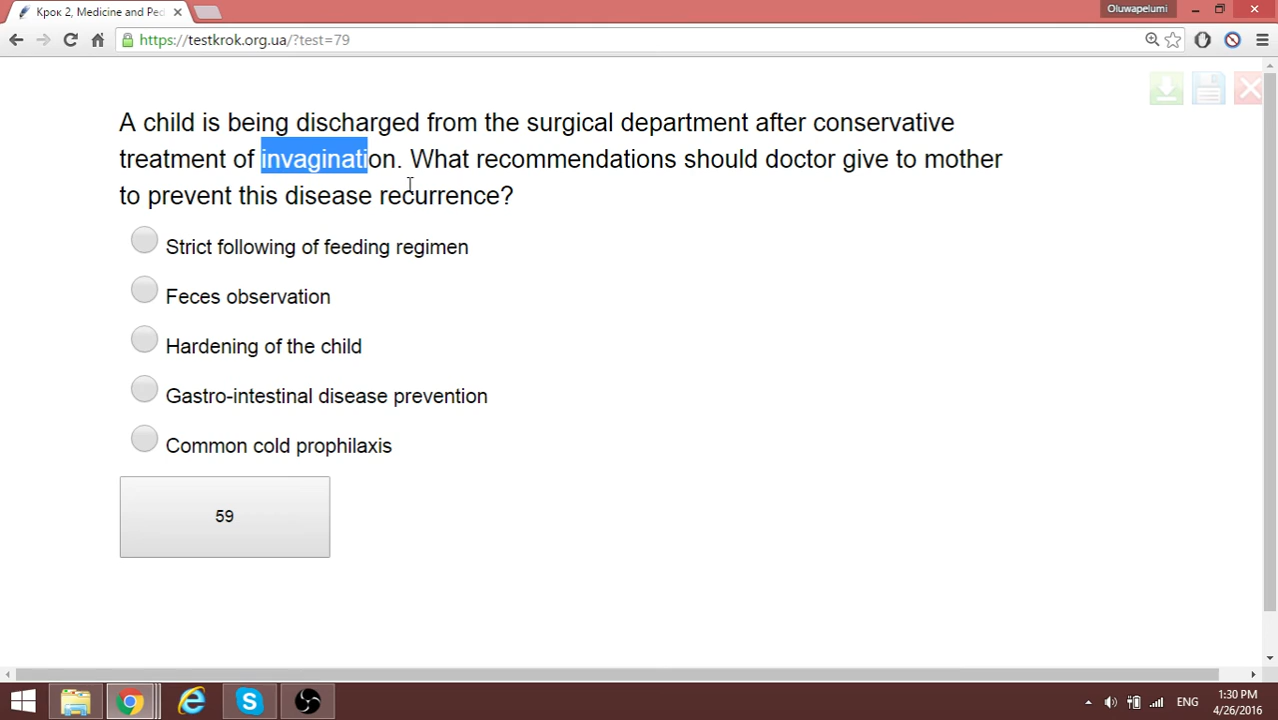 Крок 2, Medicine and Ped
Oluwapelumi
https://testkrok.org.ua/?test=79
A child is being discharged from the surgical department after conservative
treatment of invagination. What recommendations should doctor give to mother
to prevent this disease recurrence?
Strict following of feeding regimen
Feces observation
Hardening of the child
Gastro-intestinal disease prevention
Common cold prophilaxis
59
ENG
1:30 PM
4/26/2016